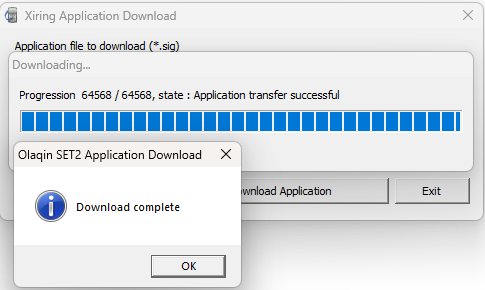 Xiring Application Download
Application file to download (*.sig)
Downloading...
Progression 64568 / 64568, state : Application transfer successful
Olaqin SET2 Application Download
Download complete
OK
wnload Application
Exit